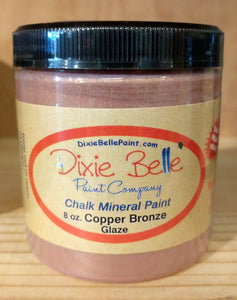 DixieBellePaint.com
Dixie Belle
Paint Company
Chalk Mineral Paint
8 oz. Copper Bronze
Glaze